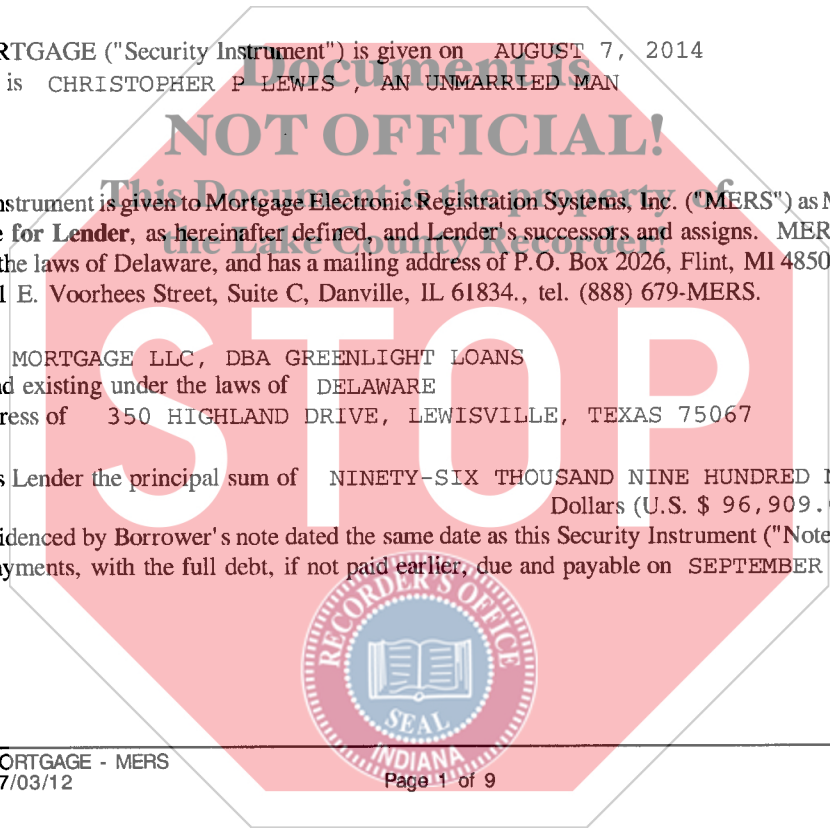 RTGAGE ("Security Instrument") is given on AUGUST 7, 2014
is CHRISTOPHER P LEWIS , AN UNMARRIED MAN
Document is
NOT OFFICIAL!
This Document is the property of
the Lake County Recorder!
nstrument is given to Mortgage Electronic Registration Systems, Inc. ("MERS") as
e for Lender, as hereinafter defined, and Lender's successors and assigns. MER
the laws of Delaware, and has a mailing address of P.O. Box 2026, Flint, MI 4850
1 E. Voorhees Street, Suite C, Danville, IL 61834., tel. (888) 679-MERS.
STOP
MORTGAGE LLC, DBA GREENLIGHT LOANS
d existing under the laws of DELAWARE
ress of 350 HIGHLAND DRIVE, LEWISVILLE, TEXAS 75067
s Lender the principal sum of NINETY-SIX THOUSAND NINE HUNDRED N
Dollars (U.S. $ 96,909.
idenced by Borrower's note dated the same date as this Security Instrument ("Note
yments, with the full debt, if not paid earlier, due and payable on SEPTEMBER
RECORDER'S OFFICE
SEAL
INDIANA
ORTGAGE - MERS
7/03/12
Page 1 of 9